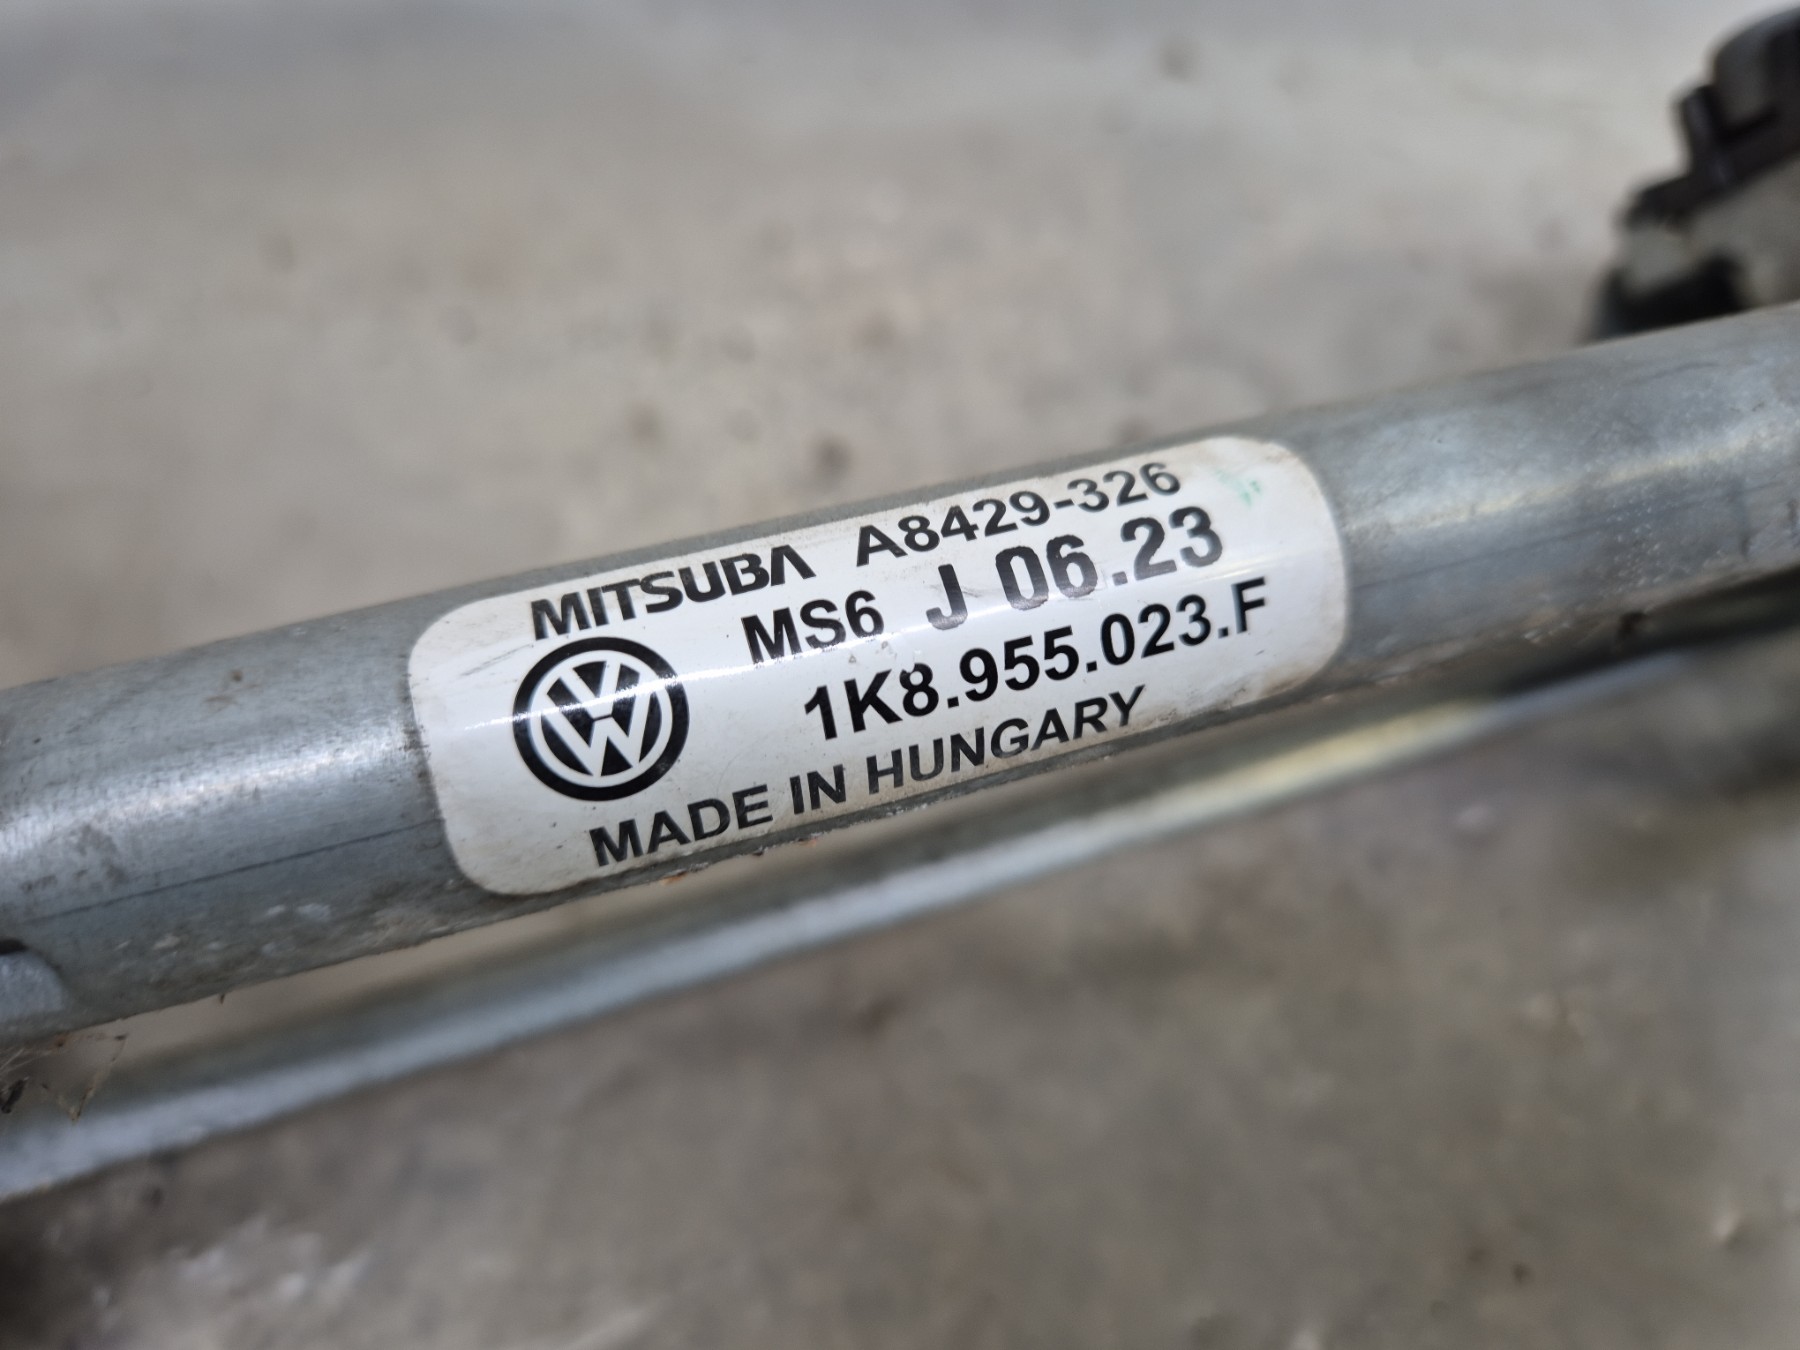 MITSUBA A8429-326
MS6 J 06.23
1K8.955.023.F
MADE IN HUNGARY